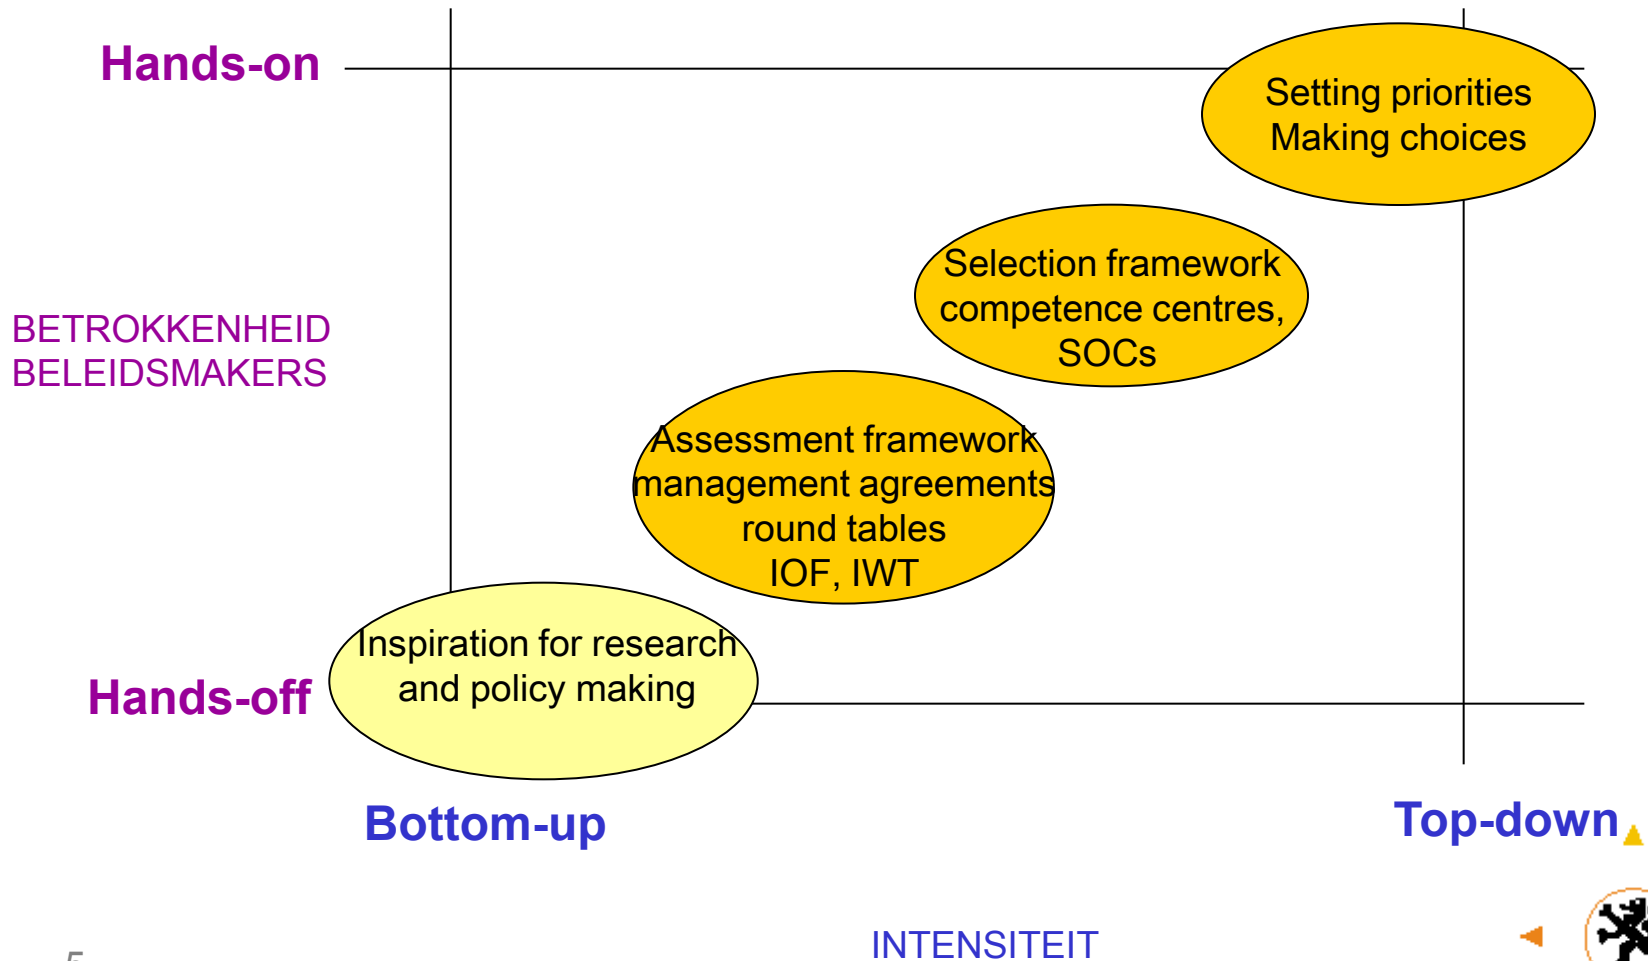 Hands-on
Setting priorities
Making choices
Selection framework
competence centres,
SOCs
BETROKKENHEID
BELEIDSMAKERS
Assessment framework
management agreements
round tables
IOF, IWT
Inspiration for research
and policy making
Hands-off
Bottom-up
Top-down
INTENSITEIT
5